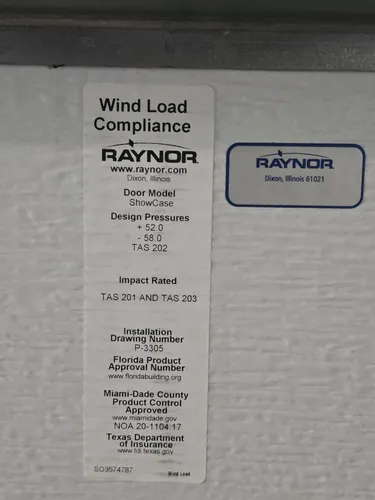 Wind Load
Compliance
RAYNOR
www.raynor.com
Dixon, Illinois
Door Model
ShowCase
Design Pressures
+ 52.0
- 58.0
TAS 202
Impact Rated
TAS 201 AND TAS 203
Installation
Drawing Number
P-3305
Florida Product
Approval Number
www.floridabuilding.org
Miami-Dade County
Product Control
Approved
www.miamidade.gov
NOA 20-1104.17
Texas Department
of Insurance
www.tdi.texas.gov
SO3574787
Wind Load
RAYNOR
Dixon, Illinois 61021